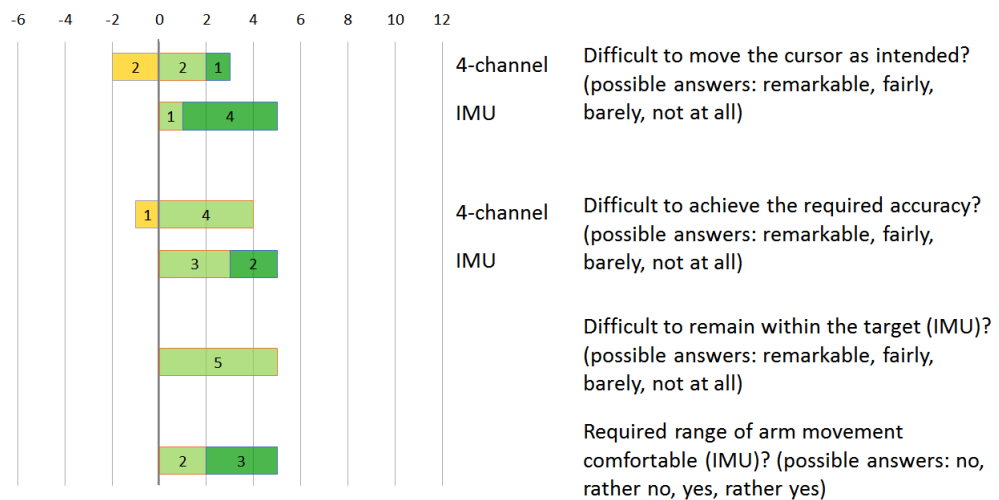 -6 -4 -2 0 2 4 6 8 10 12
2 2 1
4-channel
Difficult to move the cursor as intended?
(possible answers: remarkable, fairly,
barely, not at all)
1 4
IMU
1 4
4-channel
Difficult to achieve the required accuracy?
(possible answers: remarkable, fairly,
barely, not at all)
3 2
IMU
5
Difficult to remain within the target (IMU)?
(possible answers: remarkable, fairly,
barely, not at all)
2 3
Required range of arm movement
comfortable (IMU)? (possible answers: no,
rather no, yes, rather yes)